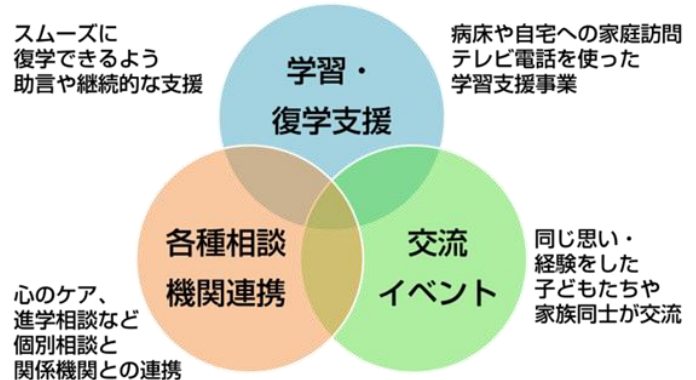 スムーズに
復学できるよう
助言や継続的な支援
学習・
復学支援
病床や自宅への家庭訪問
テレビ電話を使った
学習支援事業
各種相談
機関連携
交流
イベント
同じ思い・
経験をした
子どもたちや
家族同士が交流
心のケア、
進学相談など
個別相談と
関係機関との連携